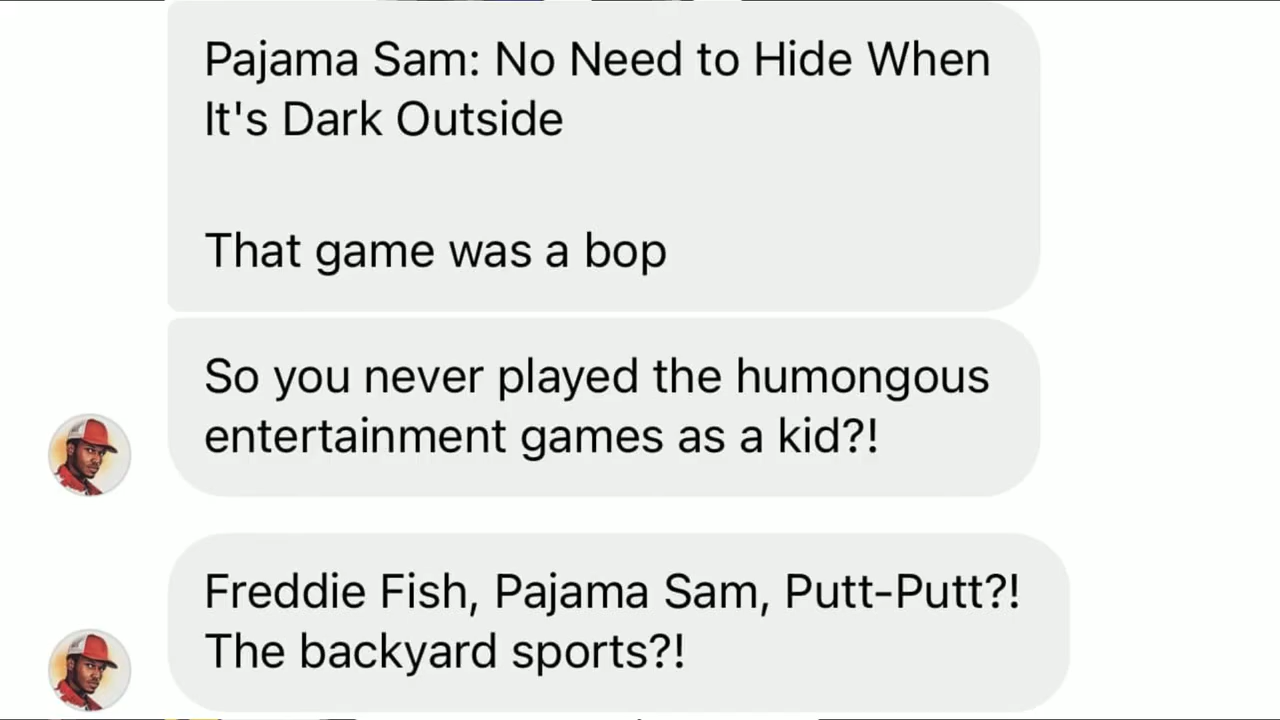 Pajama Sam: No Need to Hide When
It's Dark Outside
That game was a bop
So you never played the humongous
entertainment games as a kid?!
Freddie Fish, Pajama Sam, Putt-Putt?!
The backyard sports?!